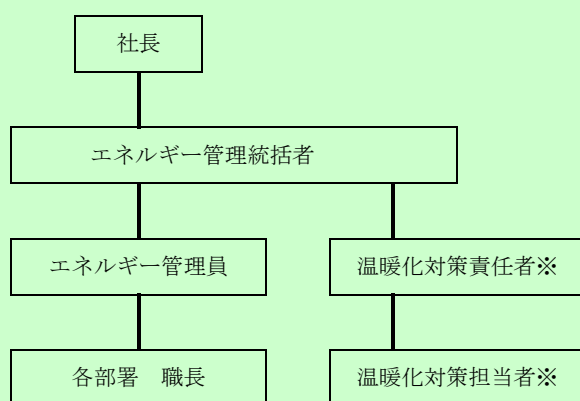 社長
エネルギー管理統括者
エネルギー管理員
温暖化対策責任者※
各部署　職長
温暖化対策担当者※